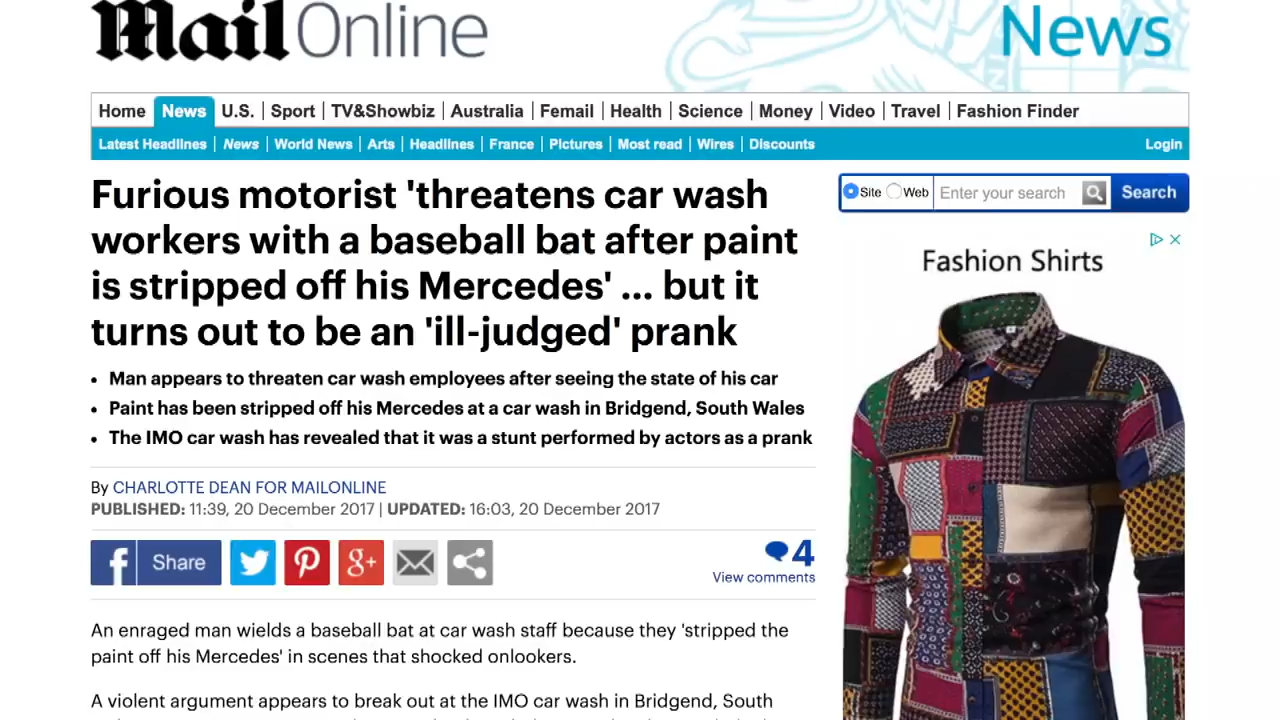 Mail Online
News
Home News U.S. Sport TV&Showbiz Australia Femail Health Science Money Video Travel Fashion Finder
Latest Headlines News World News Arts Headlines France Pictures Most read Wires Discounts Login
Furious motorist 'threatens car wash
workers with a baseball bat after paint
is stripped off his Mercedes' ... but it
turns out to be an 'ill-judged' prank
• Man appears to threaten car wash employees after seeing the state of his car
• Paint has been stripped off his Mercedes at a car wash in Bridgend, South Wales
• The IMO car wash has revealed that it was a stunt performed by actors as a prank
By CHARLOTTE DEAN FOR MAILONLINE
PUBLISHED: 11:39, 20 December 2017 | UPDATED: 16:03, 20 December 2017
f Share
g+
4
View comments
An enraged man wields a baseball bat at car wash staff because they 'stripped the
paint off his Mercedes' in scenes that shocked onlookers.
A violent argument appears to break out at the IMO car wash in Bridgend, South
Site Web Enter your search Search
Fashion Shirts